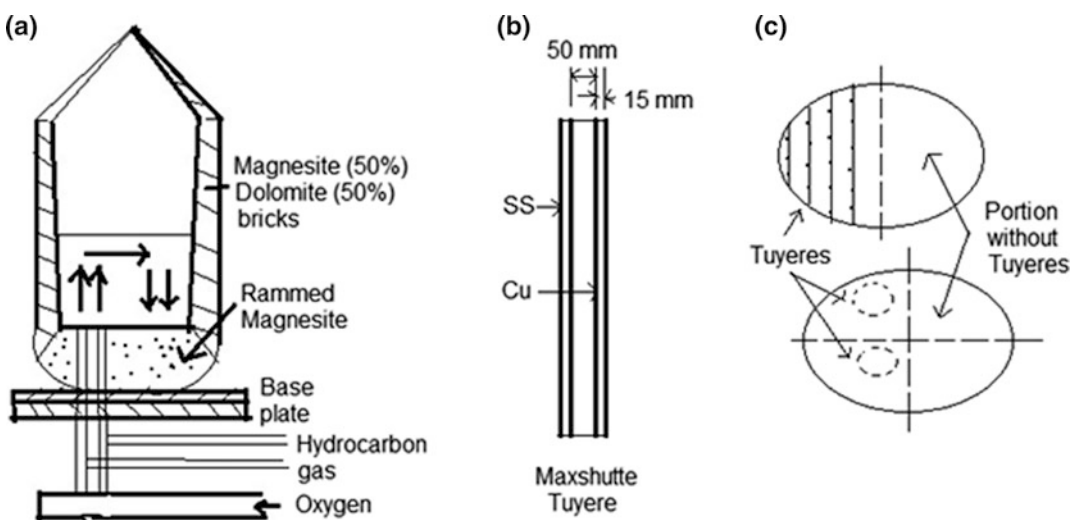 (a)
Magnesite (50%)
Dolomite (50%)
bricks
Rammed
Magnesite
Base
plate
Hydrocarbon
gas
Oxygen
(b)
50 mm
15 mm
SS
Cu
Maxshutte
Tuyere
(c)
Tuyeres
Portion
without
Tuyeres